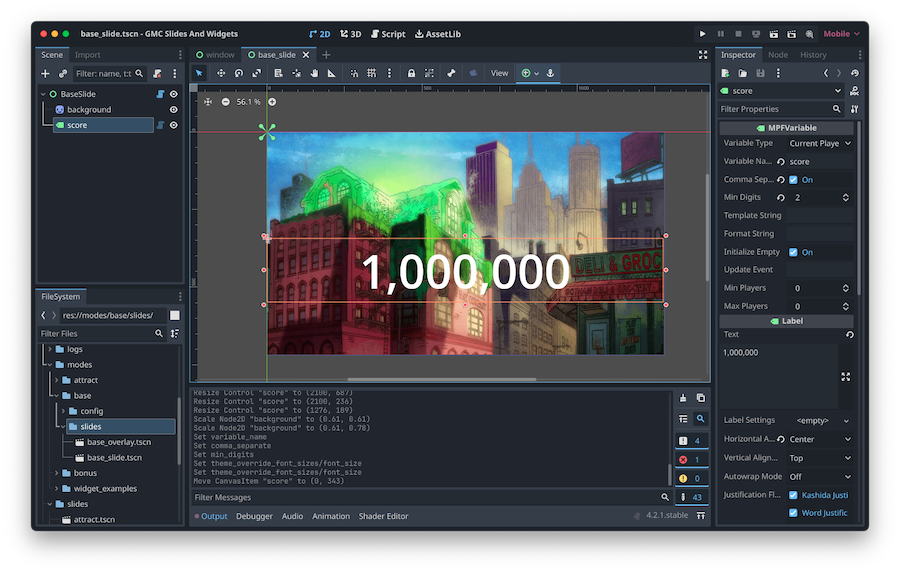 base_slide.tscn - GMC Slides And Widgets
2D
3D
Script
AssetLib
Mobile
Scene
Import
Filter: name, t:t
BaseSlide
background
score
window
base_slide
View
56.1 %
0
500
1000
1,000,000
DELI & GROC
FileSystem
res://modes/base/slides/
Filter Files
logs
modes
attract
base
config
slides
base_overlay.tscn
base_slide.tscn
bonus
widget_examples
slides
attract.tscn
Resize Control "score" to (2100, 687)
Resize Control "score" to (2100, 236)
Resize Control "score" to (1276, 189)
Scale Node2D "background" to (0.61, 0.61)
Scale Node2D "background" to (0.61, 0.78)
Set variable_name
Set comma_separate
Set min_digits
Set theme_override_font_sizes/font_size
Set theme_override_font_sizes/font_size
Move CanvasItem "score" to (0, 343)
Filter Messages
4
1
0
43
Output
Debugger
Audio
Animation
Shader Editor
4.2.1.stable
Inspector
Node
History
score
DOC
Filter Properties
MPFVariable
Variable Type
Current Playe
Variable Na...
score
Comma Sep...
On
Min Digits
2
Template String
Format String
Initialize Empty
On
Update Event
Min Players
0
Max Players
0
Label
Text
1,000,000
Label Settings
<empty>
Horizontal A...
Center
Vertical Align...
Top
Autowrap Mode
Off
Justification Fl...
Kashida Justi
Word Justific